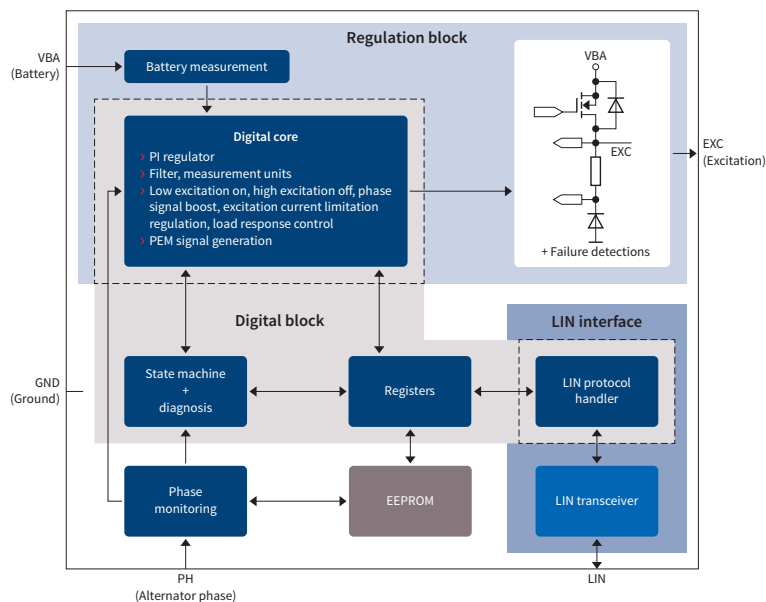 Regulation block
VBA
(Battery)
Battery measurement
VBA
EXC
+ Failure detections
EXC
(Excitation)
Digital core
› PI regulator
› Filter, measurement units
› Low excitation on, high excitation off, phase
signal boost, excitation current limitation
regulation, load response control
› PEM signal generation
Digital block
LIN interface
GND
(Ground)
State machine
+
diagnosis
Registers
LIN protocol
handler
Phase
monitoring
EEPROM
LIN transceiver
PH
(Alternator phase)
LIN